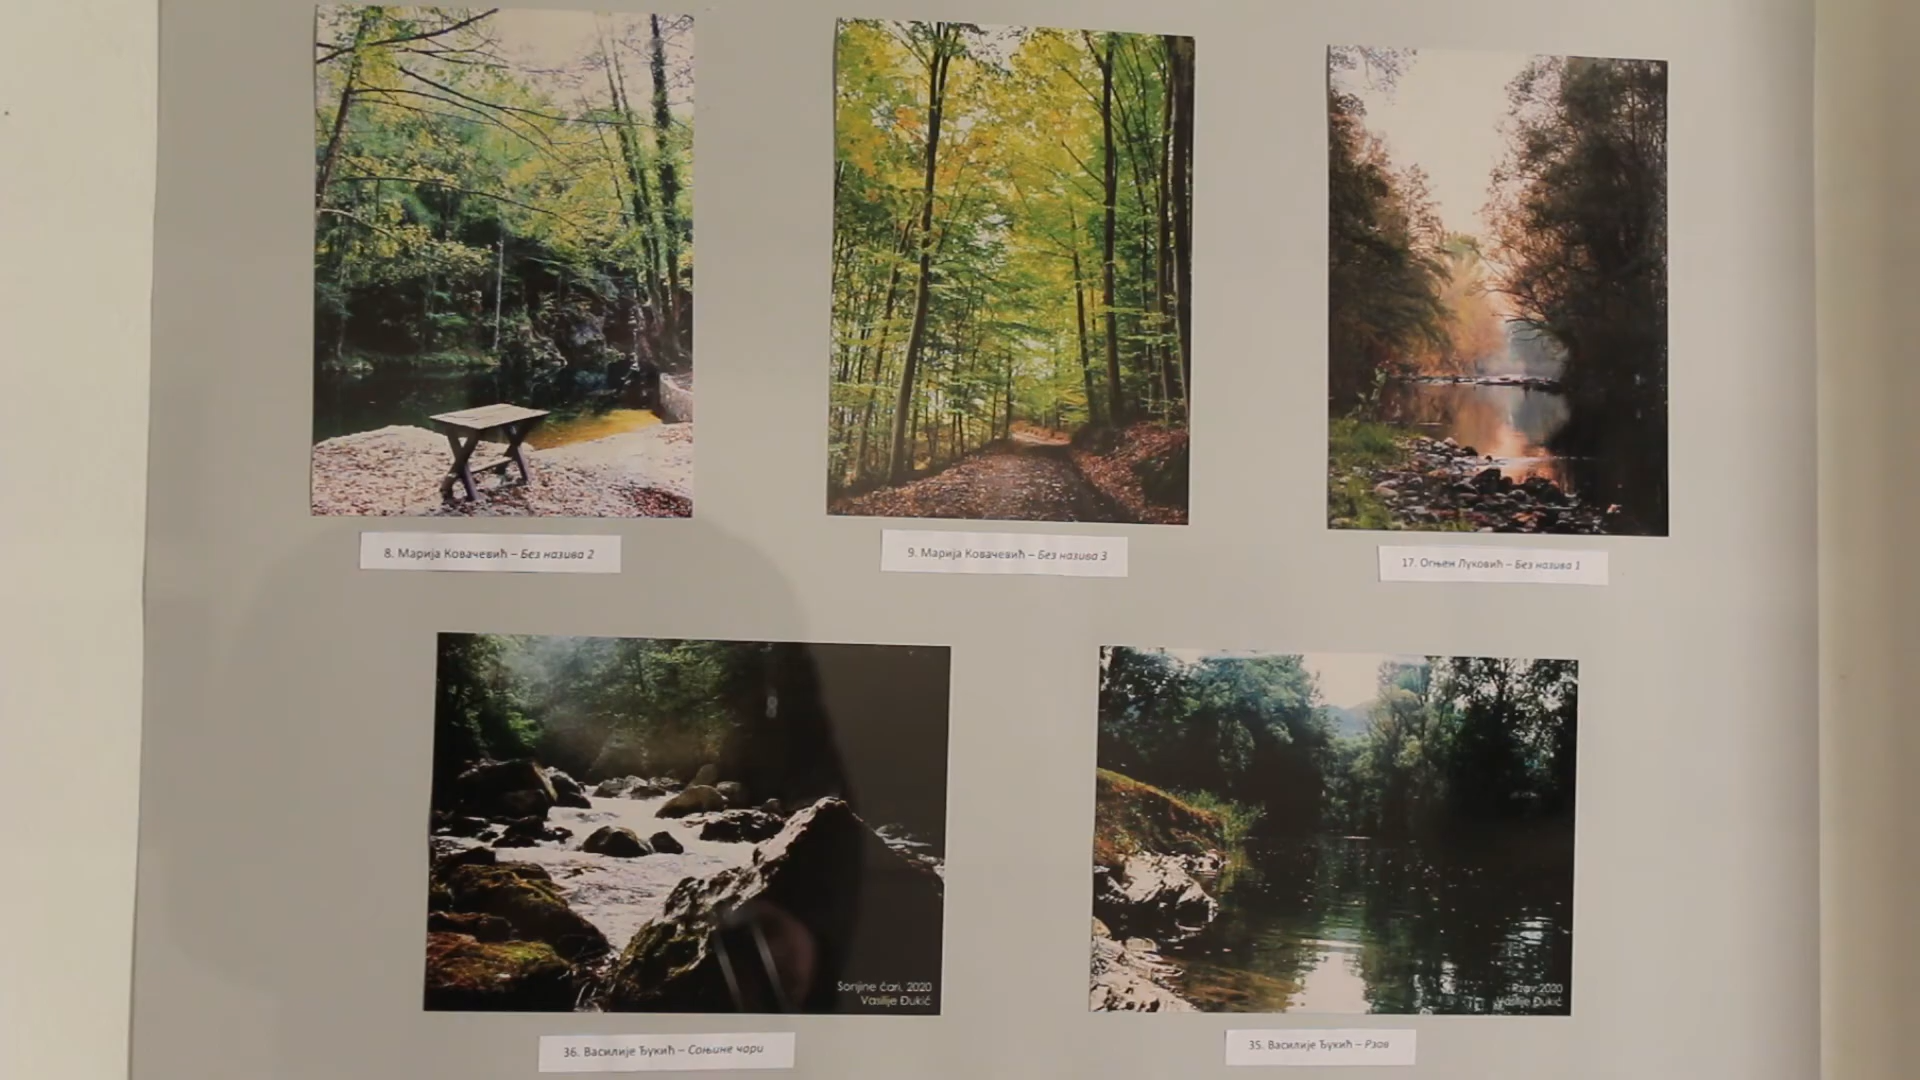 8. Марија Ковачевић – Без назива 2
9. Марија Ковачевић – Без назива 3
17. Огњен Луковић – Без назива 1
Sonjine čari, 2020
Vasilije Đukić
Rzav 2020
Vasilije Đukić
36. Василије Ђукић – Соњине чари
35. Василије Ђукић – Рзав